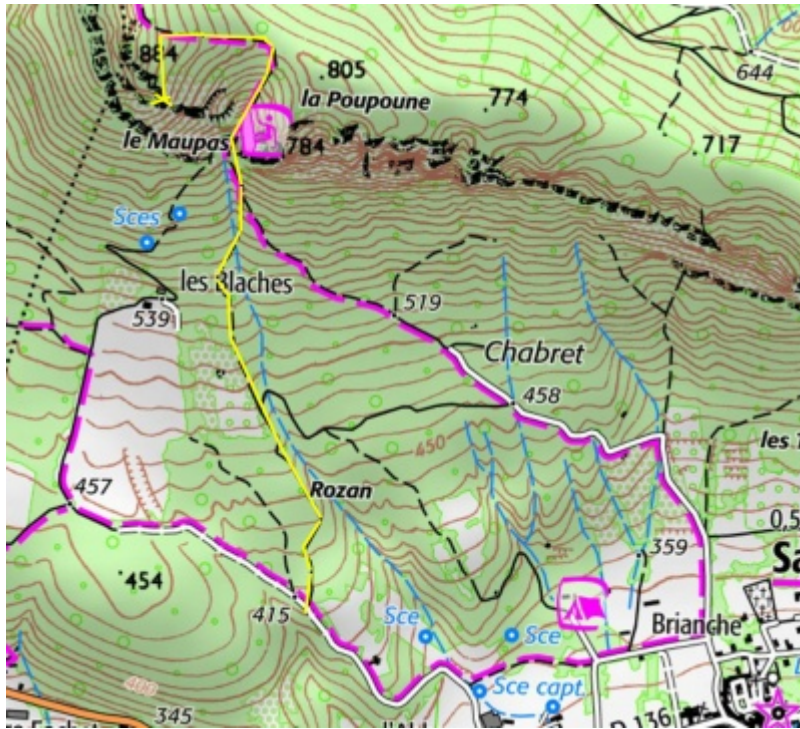 884
805
644
la Poupoune
774
717
le Maupas
784
Sces
les Blaches
519
539
Chabret
458
450
les
457
Rozan
0,5
359
Sa
454
415
Sce
Sce
Brianche
Sce capt.
400
345
D 136